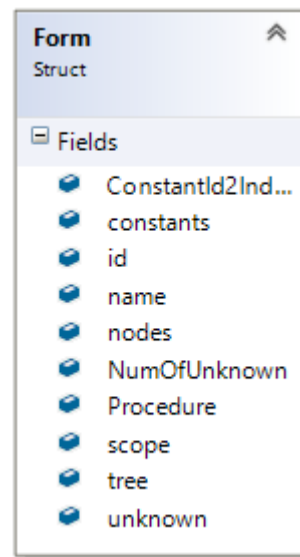 Form
Struct
Fields
ConstantId2Ind...
constants
id
name
nodes
NumOfUnknown
Procedure
scope
tree
unknown